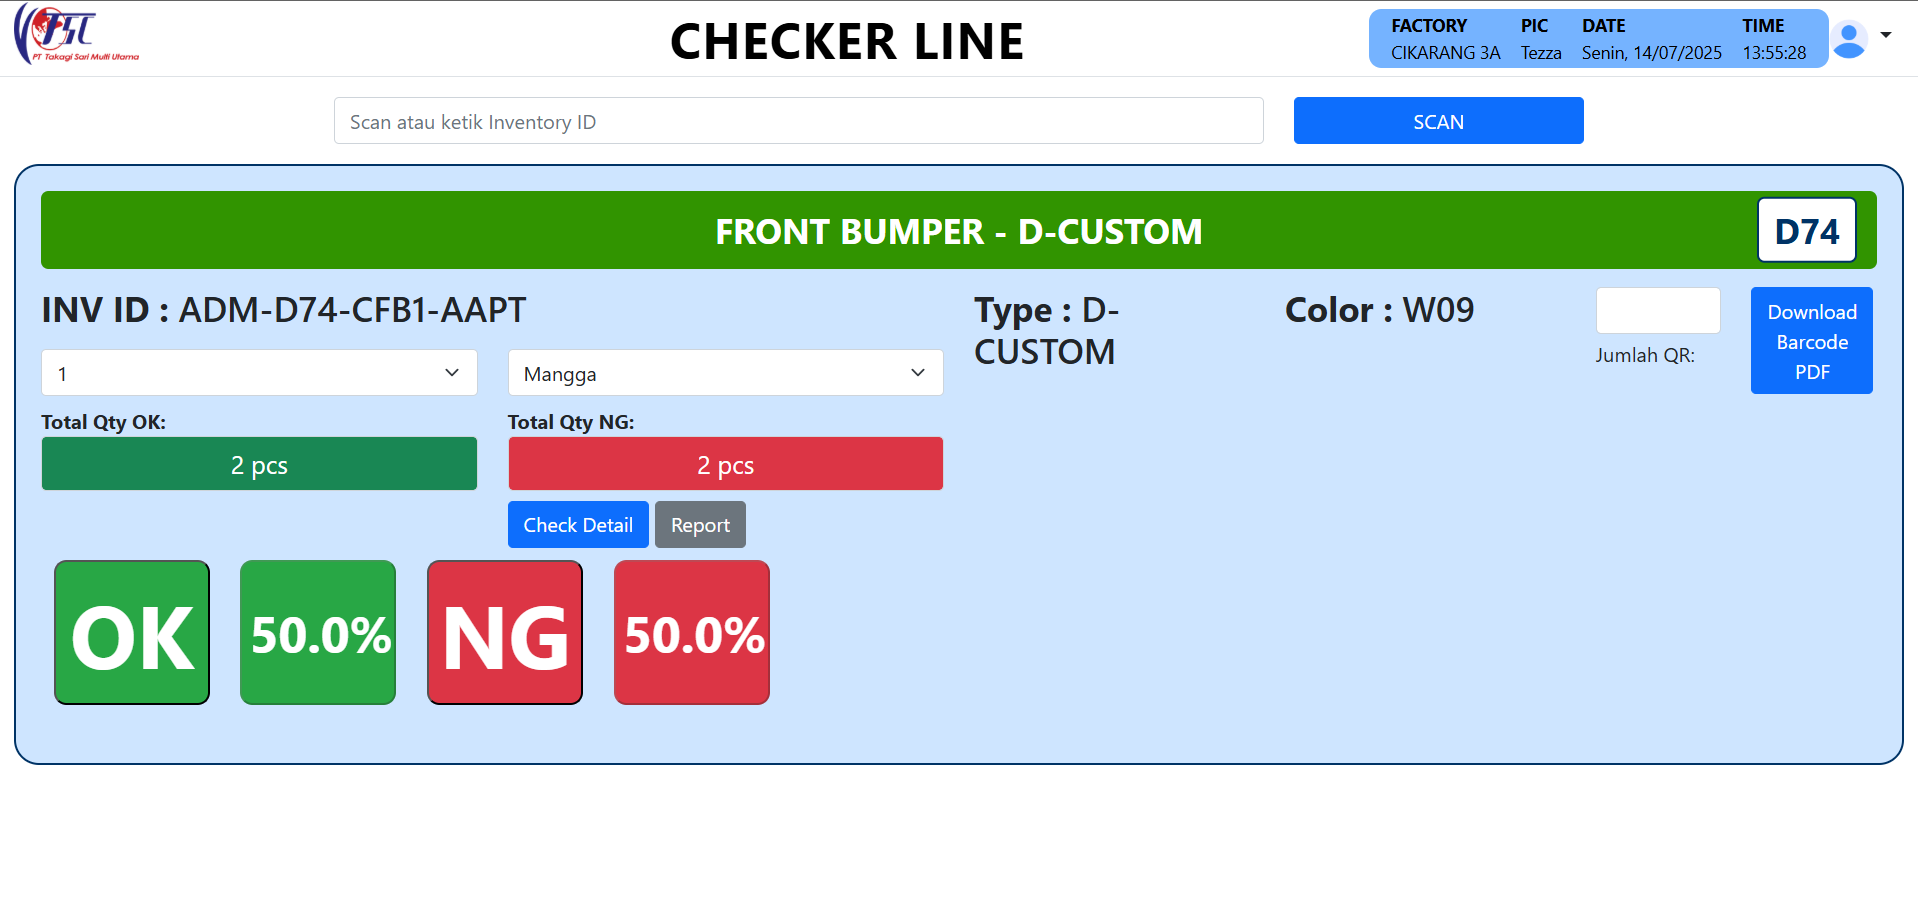 PT Takagi Sari Multi Utama
CHECKER LINE
FACTORY PIC DATE TIME
CIKARANG 3A Tezza Senin, 14/07/2025 13:55:28
Scan atau ketik Inventory ID
SCAN
FRONT BUMPER - D-CUSTOM
D74
INV ID : ADM-D74-CFB1-AAPT
Type : D-
CUSTOM
Color : W09
Jumlah QR:
Download
Barcode
PDF
1
Mangga
Total Qty OK:
Total Qty NG:
2 pcs
2 pcs
Check Detail
Report
OK
50.0%
NG
50.0%